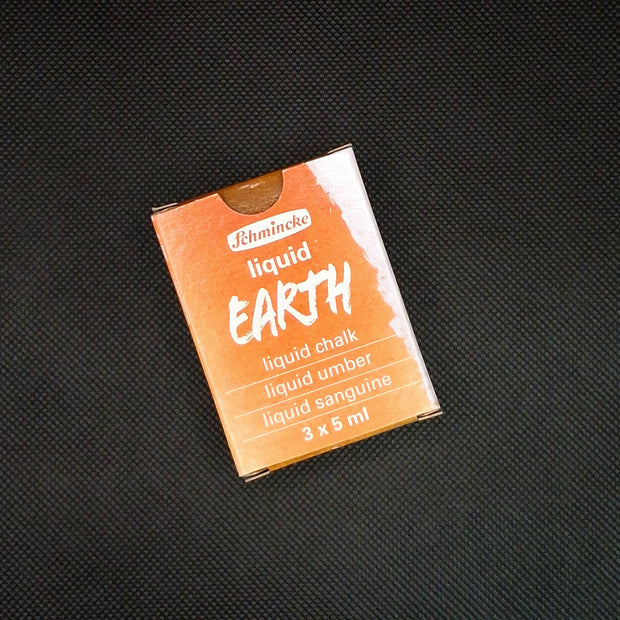 Schmincke
liquid
EARTH
liquid chalk
liquid umber
liquid sanguine
3 x 5 ml